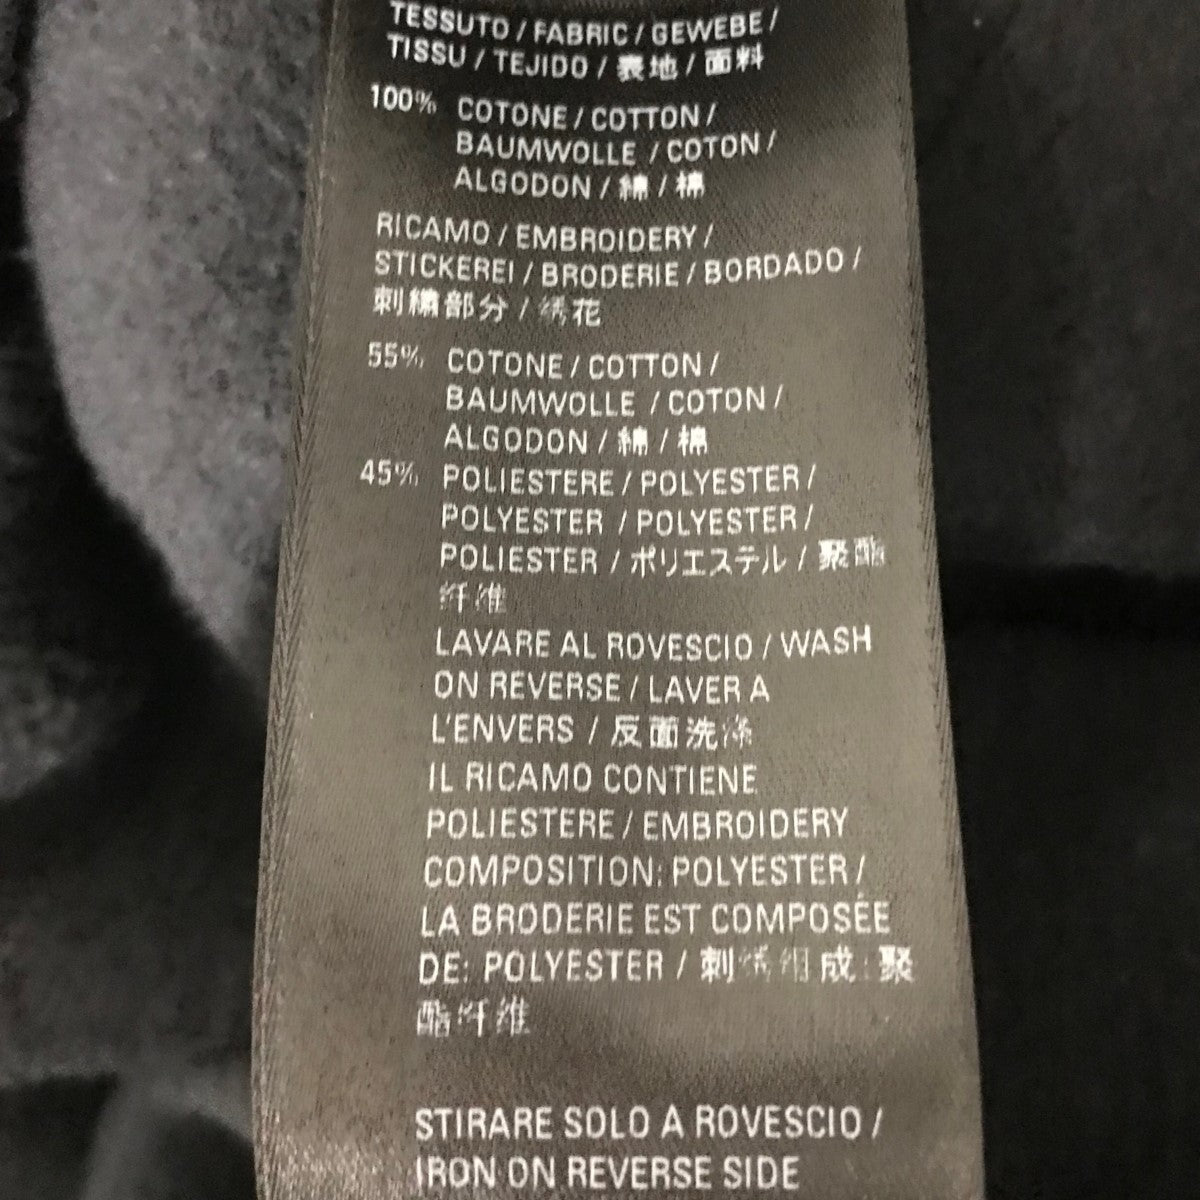 TESSUTO / FABRIC / GEWEBE /
TISSU / TEJIDO / 表地 / 面料
100% COTONE / COTTON /
BAUMWOLLE / COTON /
ALGODON / 綿 / 棉
RICAMO / EMBROIDERY /
STICKEREI / BRODERIE / BORDADO /
刺繍部分 / 绣花
55% COTONE / COTTON /
BAUMWOLLE / COTON /
ALGODON / 綿 / 棉
45% POLIESTERE / POLYESTER /
POLYESTER / POLYESTER /
POLIESTER / ポリエステル / 聚酯
纤维
LAVARE AL ROVESCIO / WASH
ON REVERSE / LAVER A
L'ENVERS / 反面洗涤
IL RICAMO CONTIENE
POLIESTERE / EMBROIDERY
COMPOSITION: POLYESTER /
LA BRODERIE EST COMPOSÉE
DE: POLYESTER / 刺绣组成: 聚
酯纤维
STIRARE SOLO A ROVESCIO /
IRON ON REVERSE SIDE